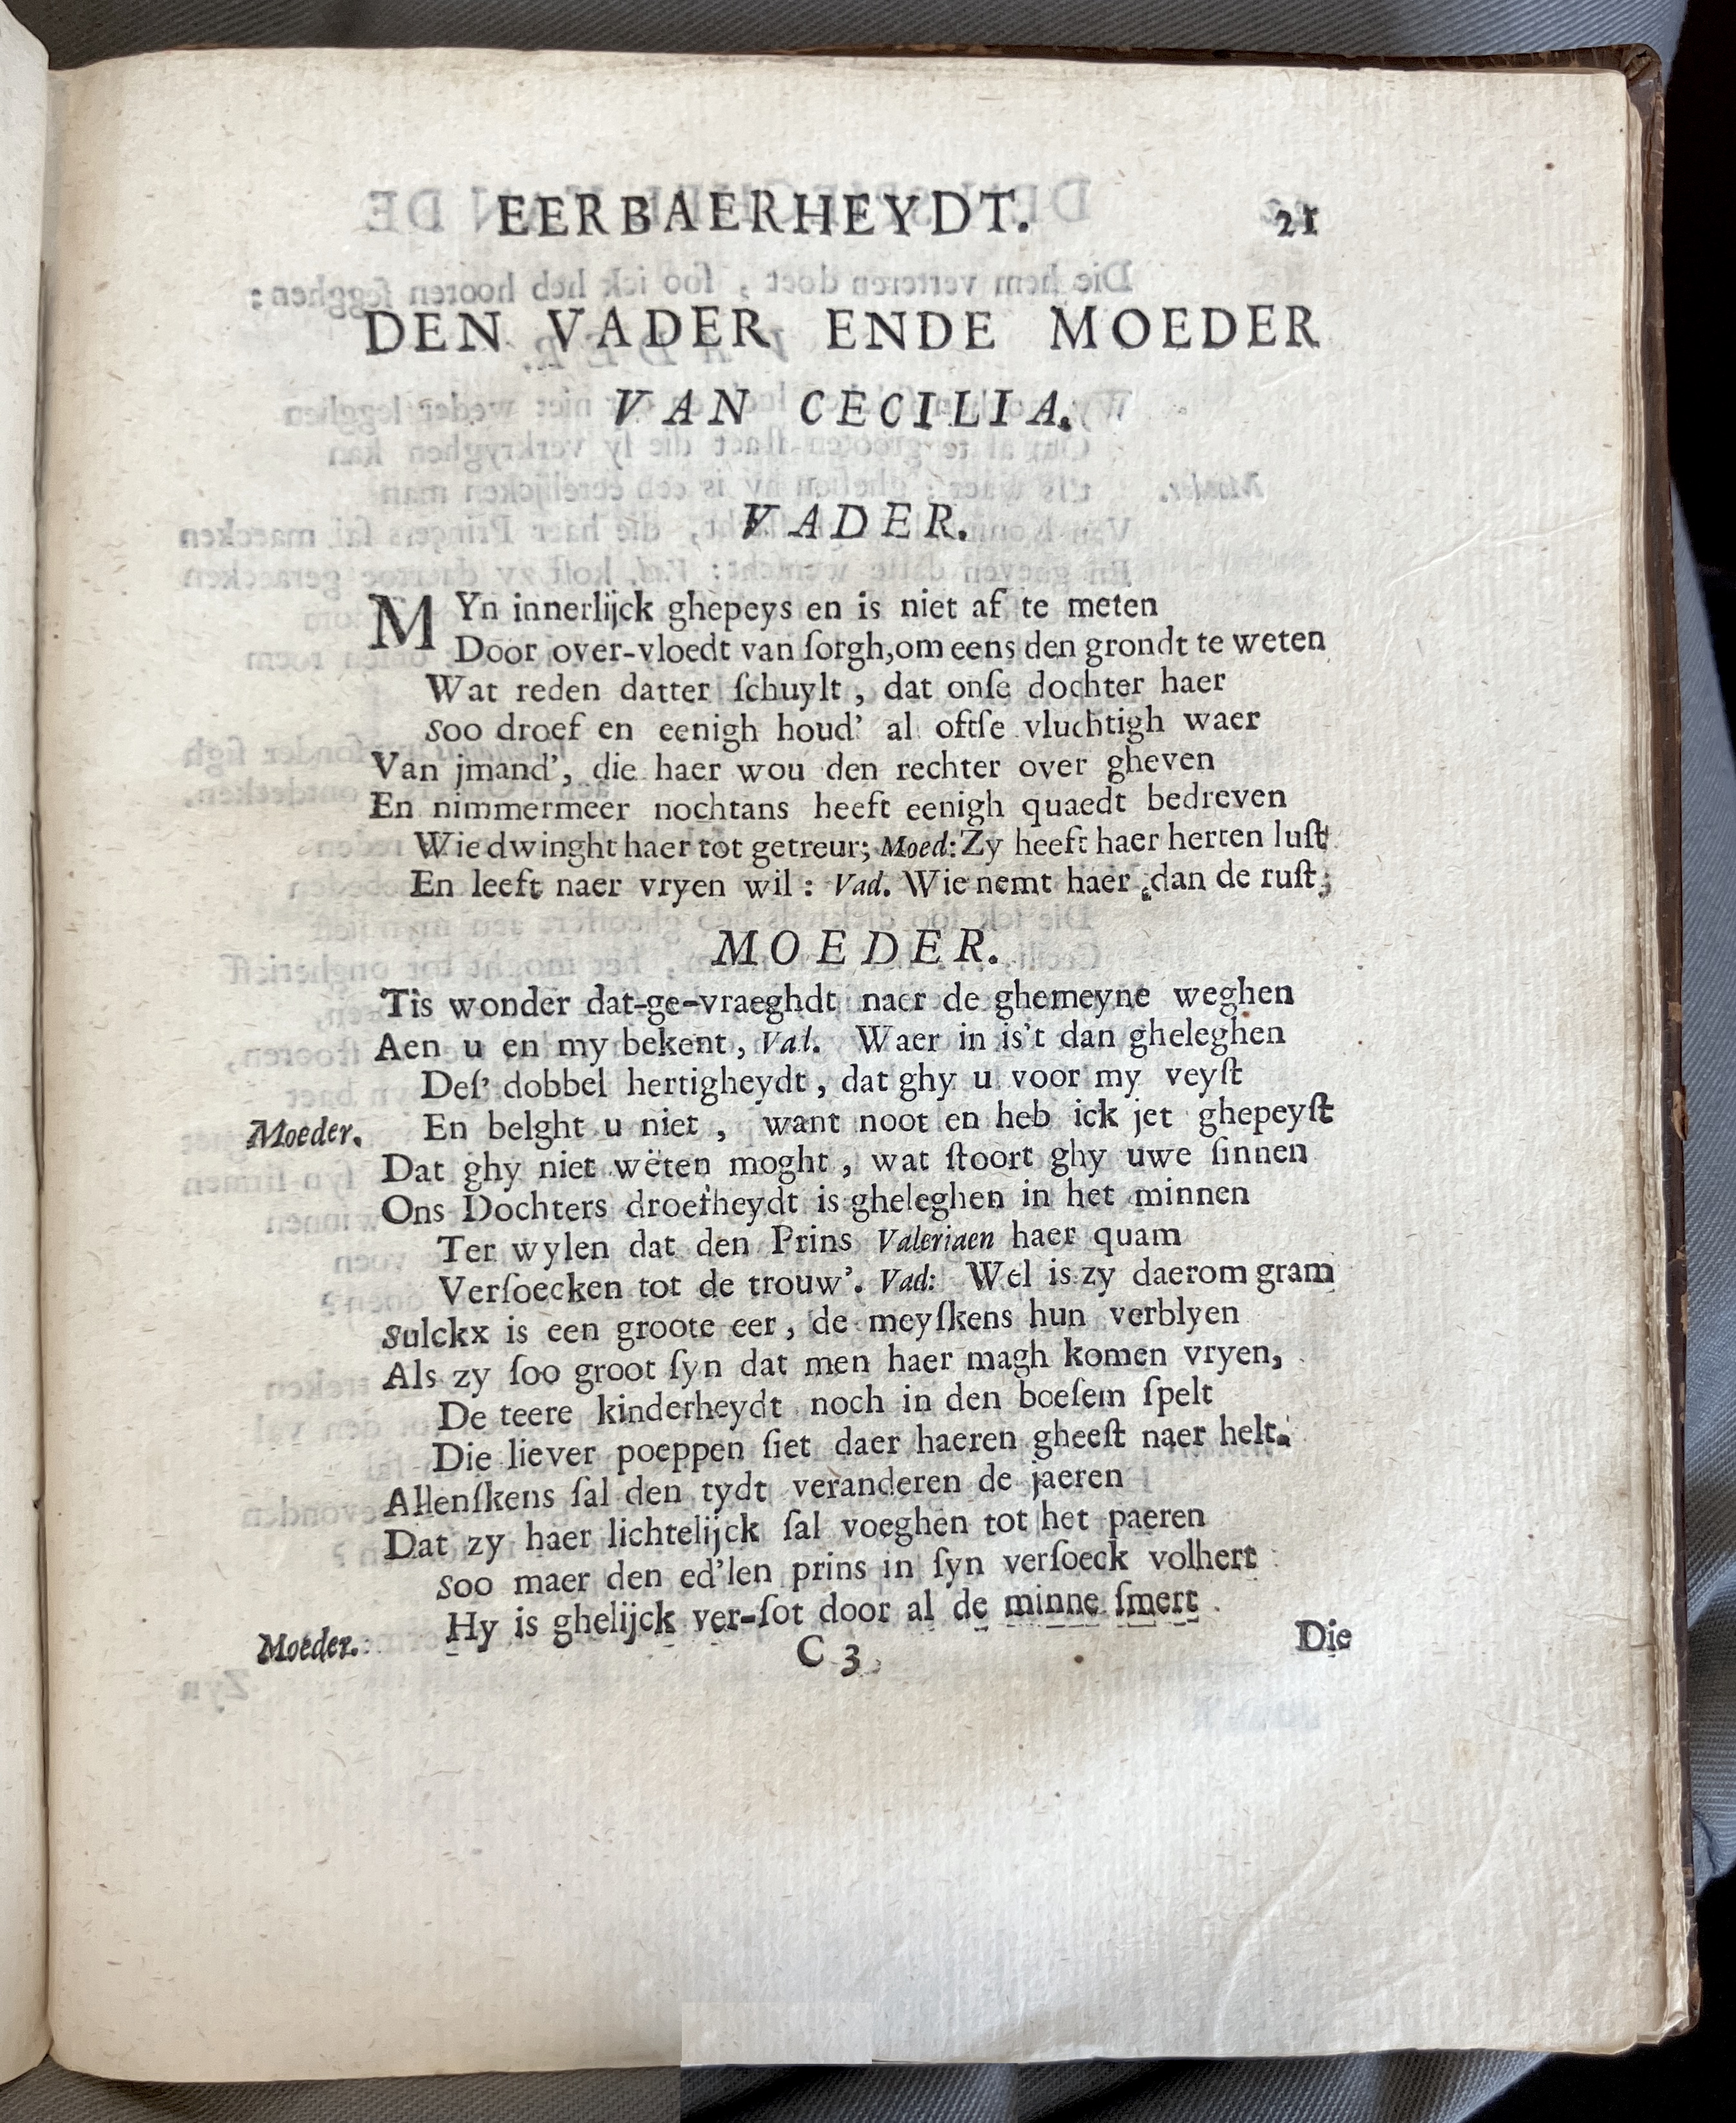 EERBAERHEYDT. 21
DEN VADER ENDE MOEDER
VAN CECILIA.
VADER.
MYn innerlijck ghepeys en is niet af te meten
Door over-vloedt van ſorgh, om eens den grondt te weten
Wat reden datter ſchuylt, dat onſe dochter haer
soo droef en eenigh houd' al oftſe vluchtigh waer
Van jmand', die haer wou den rechter over gheven
En nimmermeer nochtans heeft eenigh quaedt bedreven
Wie dwinght haer tot getreur; Moed: Zy heeft haer herten luſt
En leeft naer vryen wil: Vad. Wie nemt haer dan de ruſt;
MOEDER.
Tis wonder dat-ge-vraeghdt naer de ghemeyne weghen
Aen u en my bekent, Val. Waer in is't dan gheleghen
Deſ' dobbel hertigheydt, dat ghy u voor my veyſt
Moeder. En belght u niet, want noot en heb ick jet ghepeyſt
Dat ghy niet wëten moght, wat ſtoort ghy uwe ſinnen
Ons Dochters droefheydt is gheleghen in het minnen
Ter wylen dat den Prins Valeriaen haer quam
Verſoecken tot de trouw'. Vad: Wel is zy daerom gram
sulckx is een groote eer, de meyſkens hun verblyen
Als zy ſoo groot ſyn dat men haer magh komen vryen,
De teere kinderheydt noch in den boeſem ſpelt
Die liever poeppen ſiet daer haeren gheeſt naer helt.
Allenſkens ſal den tydt veranderen de jaeren
Dat zy haer lichtelijck ſal voeghen tot het paeren
soo maer den ed'len prins in ſyn verſoeck volhert
Hy is ghelijck ver-ſot door al de minne ſmert
Moeder. C 3 Die